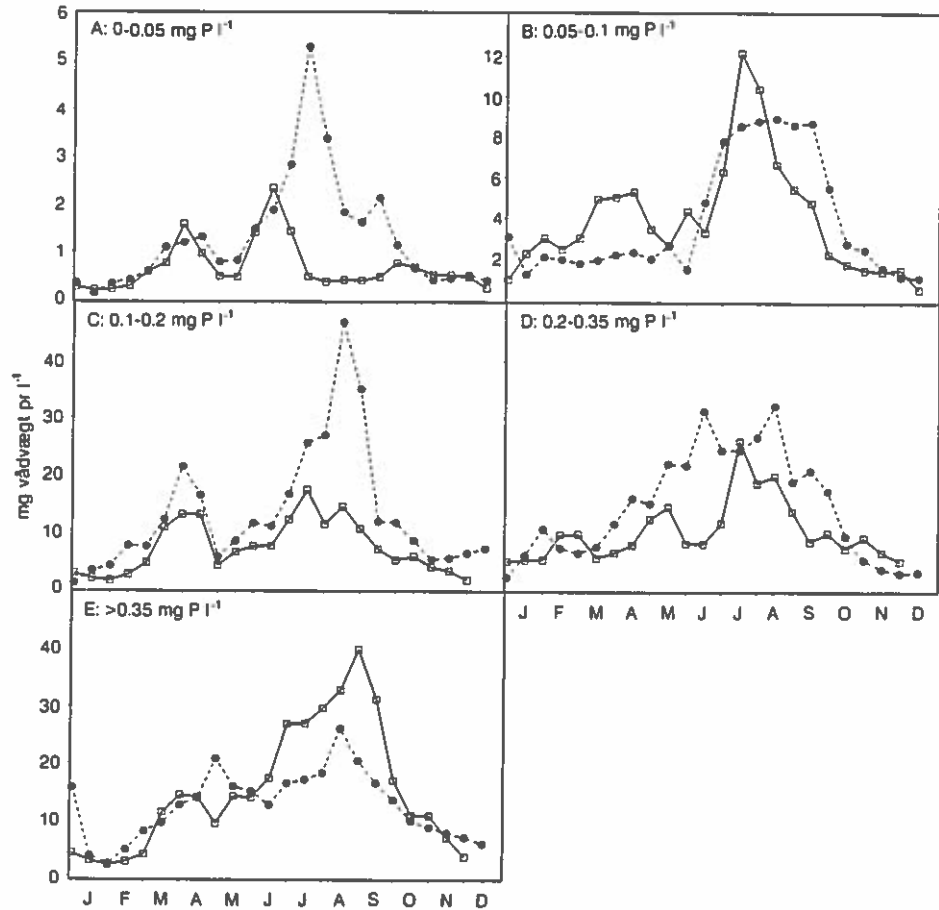 A: 0-0.05 mg P l⁻¹
6
5
4
3
2
1
0
B: 0.05-0.1 mg P l⁻¹
12
10
8
6
4
2
C: 0.1-0.2 mg P l⁻¹
40
30
20
10
0
D: 0.2-0.35 mg P l⁻¹
J F M A M J J A S O N D
mg vådvægt pr l⁻¹
E: >0.35 mg P l⁻¹
40
30
20
10
0
J F M A M J J A S O N D